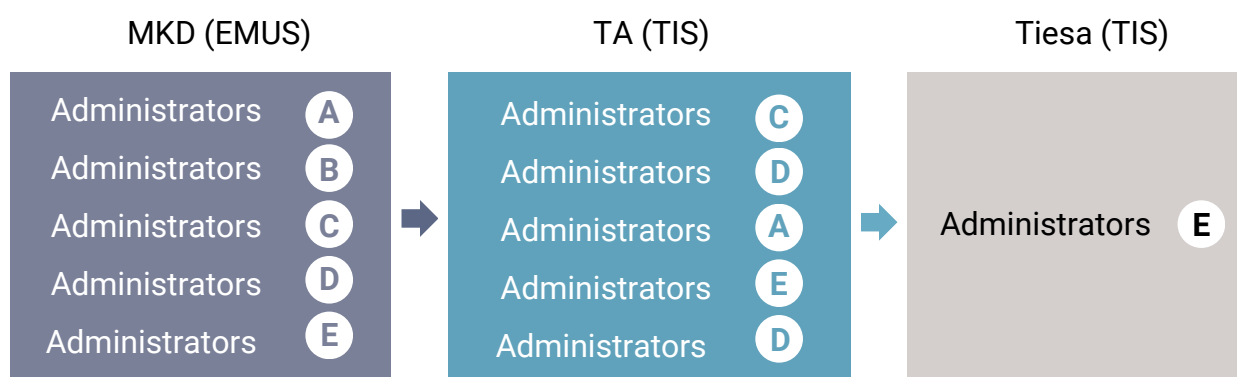 MKD (EMUS)
Administrators A
Administrators B
Administrators C
Administrators D
Administrators E
TA (TIS)
Administrators C
Administrators D
Administrators A
Administrators E
Administrators D
Tiesa (TIS)
Administrators E